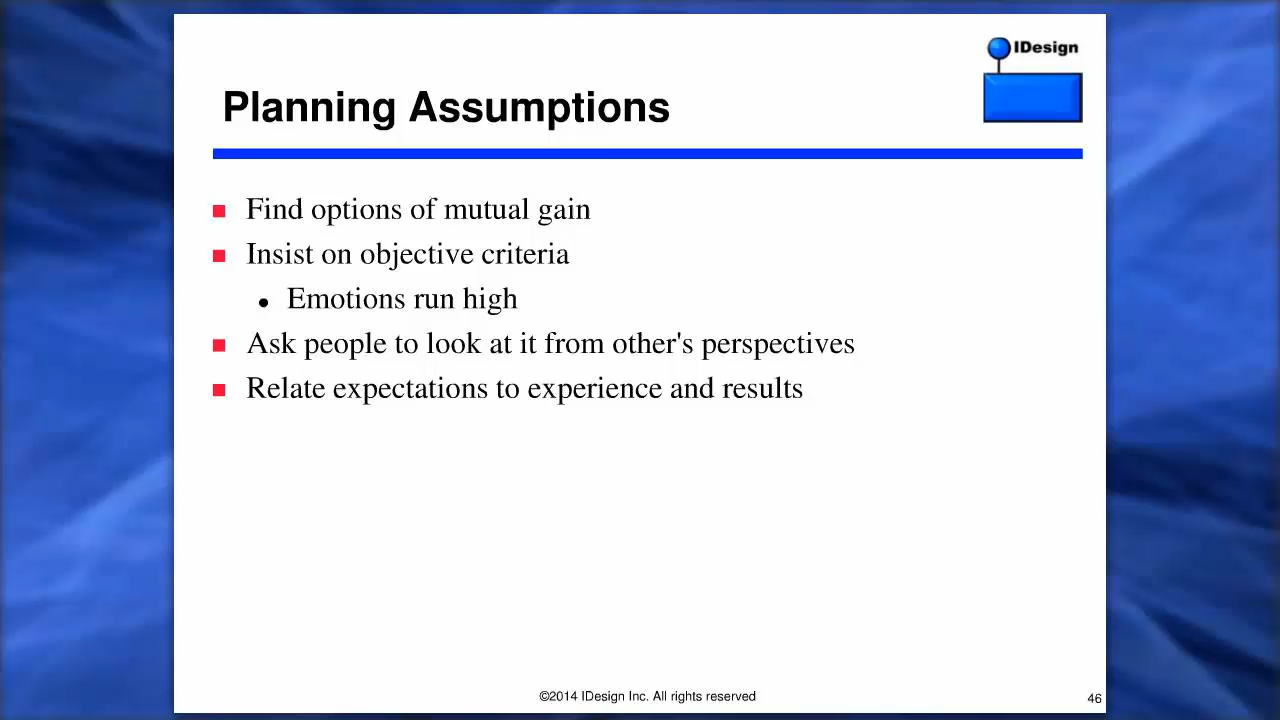 IDesign
Planning Assumptions
Find options of mutual gain
Insist on objective criteria
Emotions run high
Ask people to look at it from other's perspectives
Relate expectations to experience and results
©2014 IDesign Inc. All rights reserved
46